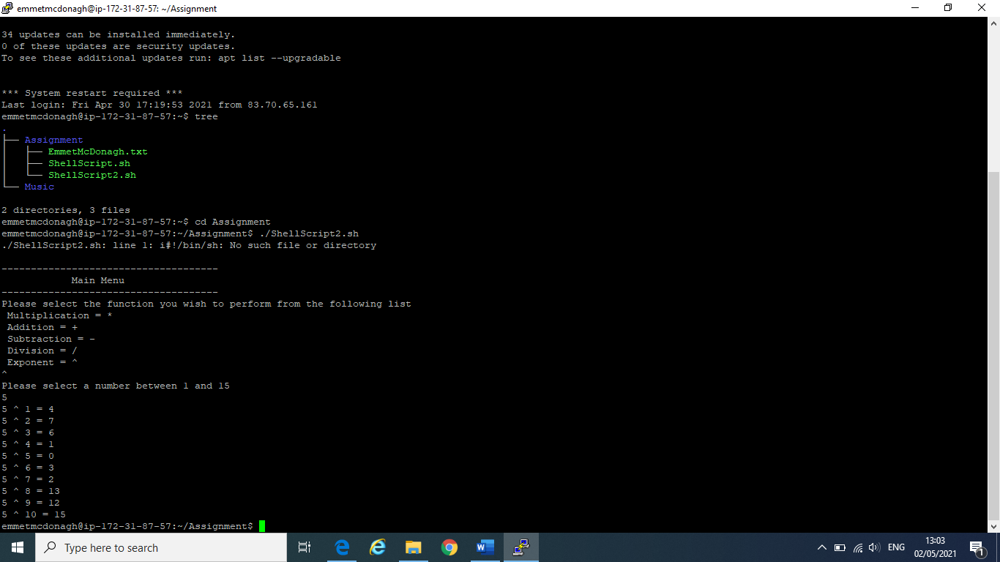 emmetmcdonagh@ip-172-31-87-57: ~/Assignment
34 updates can be installed immediately.
0 of these updates are security updates.
To see these additional updates run: apt list --upgradable
*** System restart required ***
Last login: Fri Apr 30 17:19:53 2021 from 83.70.65.161
emmetmcdonagh@ip-172-31-87-57:~$ tree
.
├── Assignment
│   ├── EmmetMcDonagh.txt
│   ├── ShellScript.sh
│   └── ShellScript2.sh
└── Music
2 directories, 3 files
emmetmcdonagh@ip-172-31-87-57:~$ cd Assignment
emmetmcdonagh@ip-172-31-87-57:~/Assignment$ ./ShellScript2.sh
./ShellScript2.sh: line 1: i#!/bin/sh: No such file or directory
-------------------------------------
Main Menu
-------------------------------------
Please select the function you wish to perform from the following list
Multiplication = *
Addition = +
Subtraction = -
Division = /
Exponent = ^
^
Please select a number between 1 and 15
5
5 ^ 1 = 4
5 ^ 2 = 7
5 ^ 3 = 6
5 ^ 4 = 1
5 ^ 5 = 0
5 ^ 6 = 3
5 ^ 7 = 2
5 ^ 8 = 13
5 ^ 9 = 12
5 ^ 10 = 15
emmetmcdonagh@ip-172-31-87-57:~/Assignment$
Type here to search
ENG
13:03
02/05/2021
1